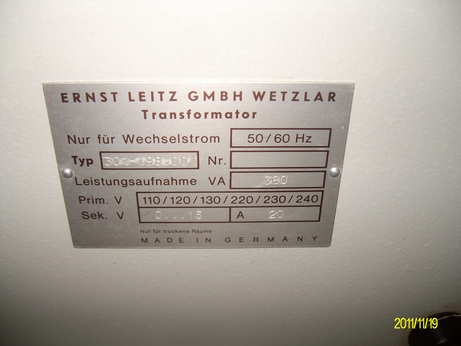 ERNST LEITZ GMBH WETZLAR
Transformator
Nur für Wechselstrom 50/60 Hz
Typ Nr.
Leistungsaufnahme VA 380
Prim. V 110/120/130/220/230/240
Sek. V 0...15 A 20
Nur für trockene Räume
MADE IN GERMANY
2011/11/19